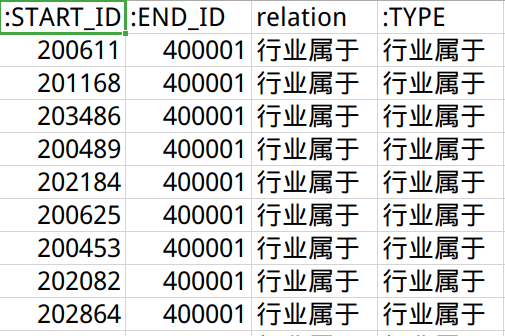 :START_ID :END_ID relation :TYPE
200611 400001 行业属于 行业属于
201168 400001 行业属于 行业属于
203486 400001 行业属于 行业属于
200489 400001 行业属于 行业属于
202184 400001 行业属于 行业属于
200625 400001 行业属于 行业属于
200453 400001 行业属于 行业属于
202082 400001 行业属于 行业属于
202864 400001 行业属于 行业属于